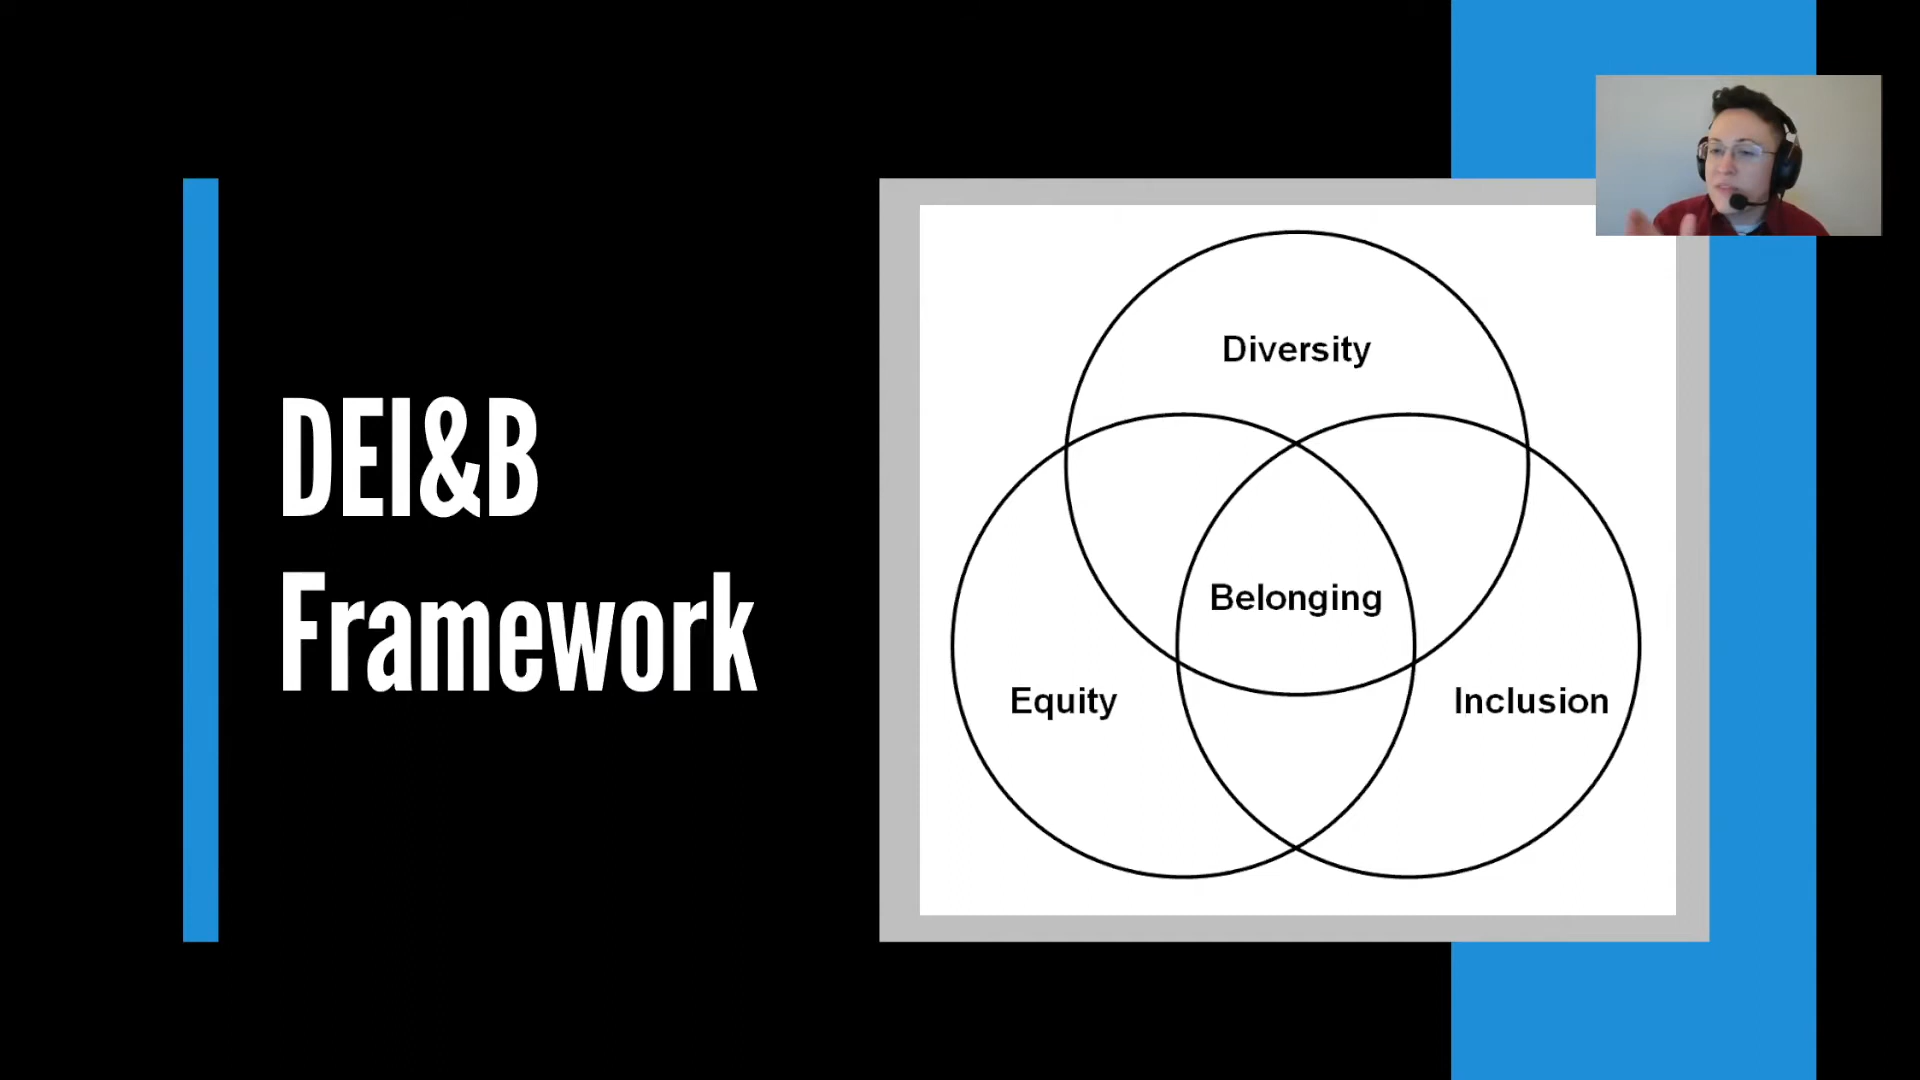 DEI&B
Framework
Diversity
Belonging
Equity
Inclusion